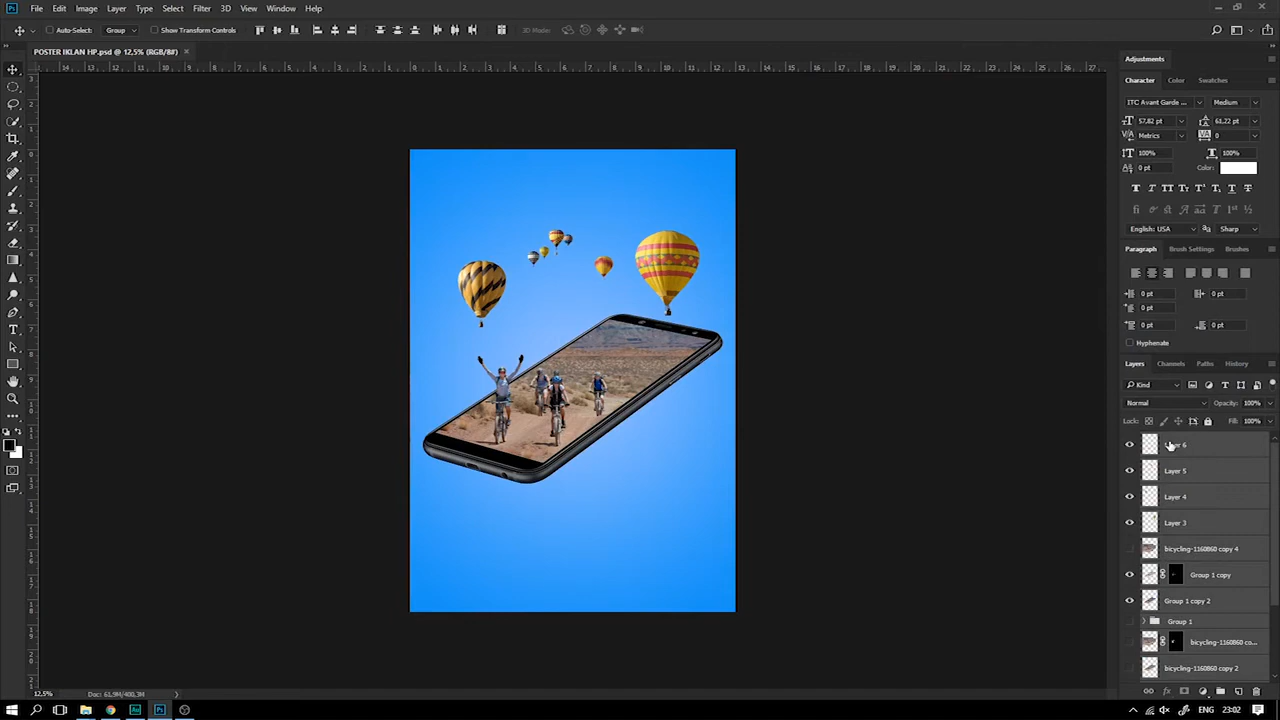 File Edit Image Layer Type Select Filter 3D View Window Help
Auto-Select: Group Show Transform Controls 3D Mode:
POSTER IKLAN HP.psd @ 12,5% (RGB/8#)
Adjustments
Character Color Swatches
ITC Avant Garde ... Medium
57,82 pt 61,22 pt
Metrics 0
100% 100%
0 pt Color:
English: USA Sharp
Paragraph Brush Settings Brushes
0 pt 0 pt
0 pt
0 pt 0 pt
Hyphenate
Layers Channels Paths History
Kind
Normal Opacity: 100%
Lock: Fill: 100%
Layer 6
Layer 5
Layer 4
Layer 3
bicycling-1160860 copy 4
Group 1 copy
Group 1 copy 2
Group 1
bicycling-1160860 co...
bicycling-1160860 copy 2
12,5% Doc: 61,9M/400,3M
ENG 23:02